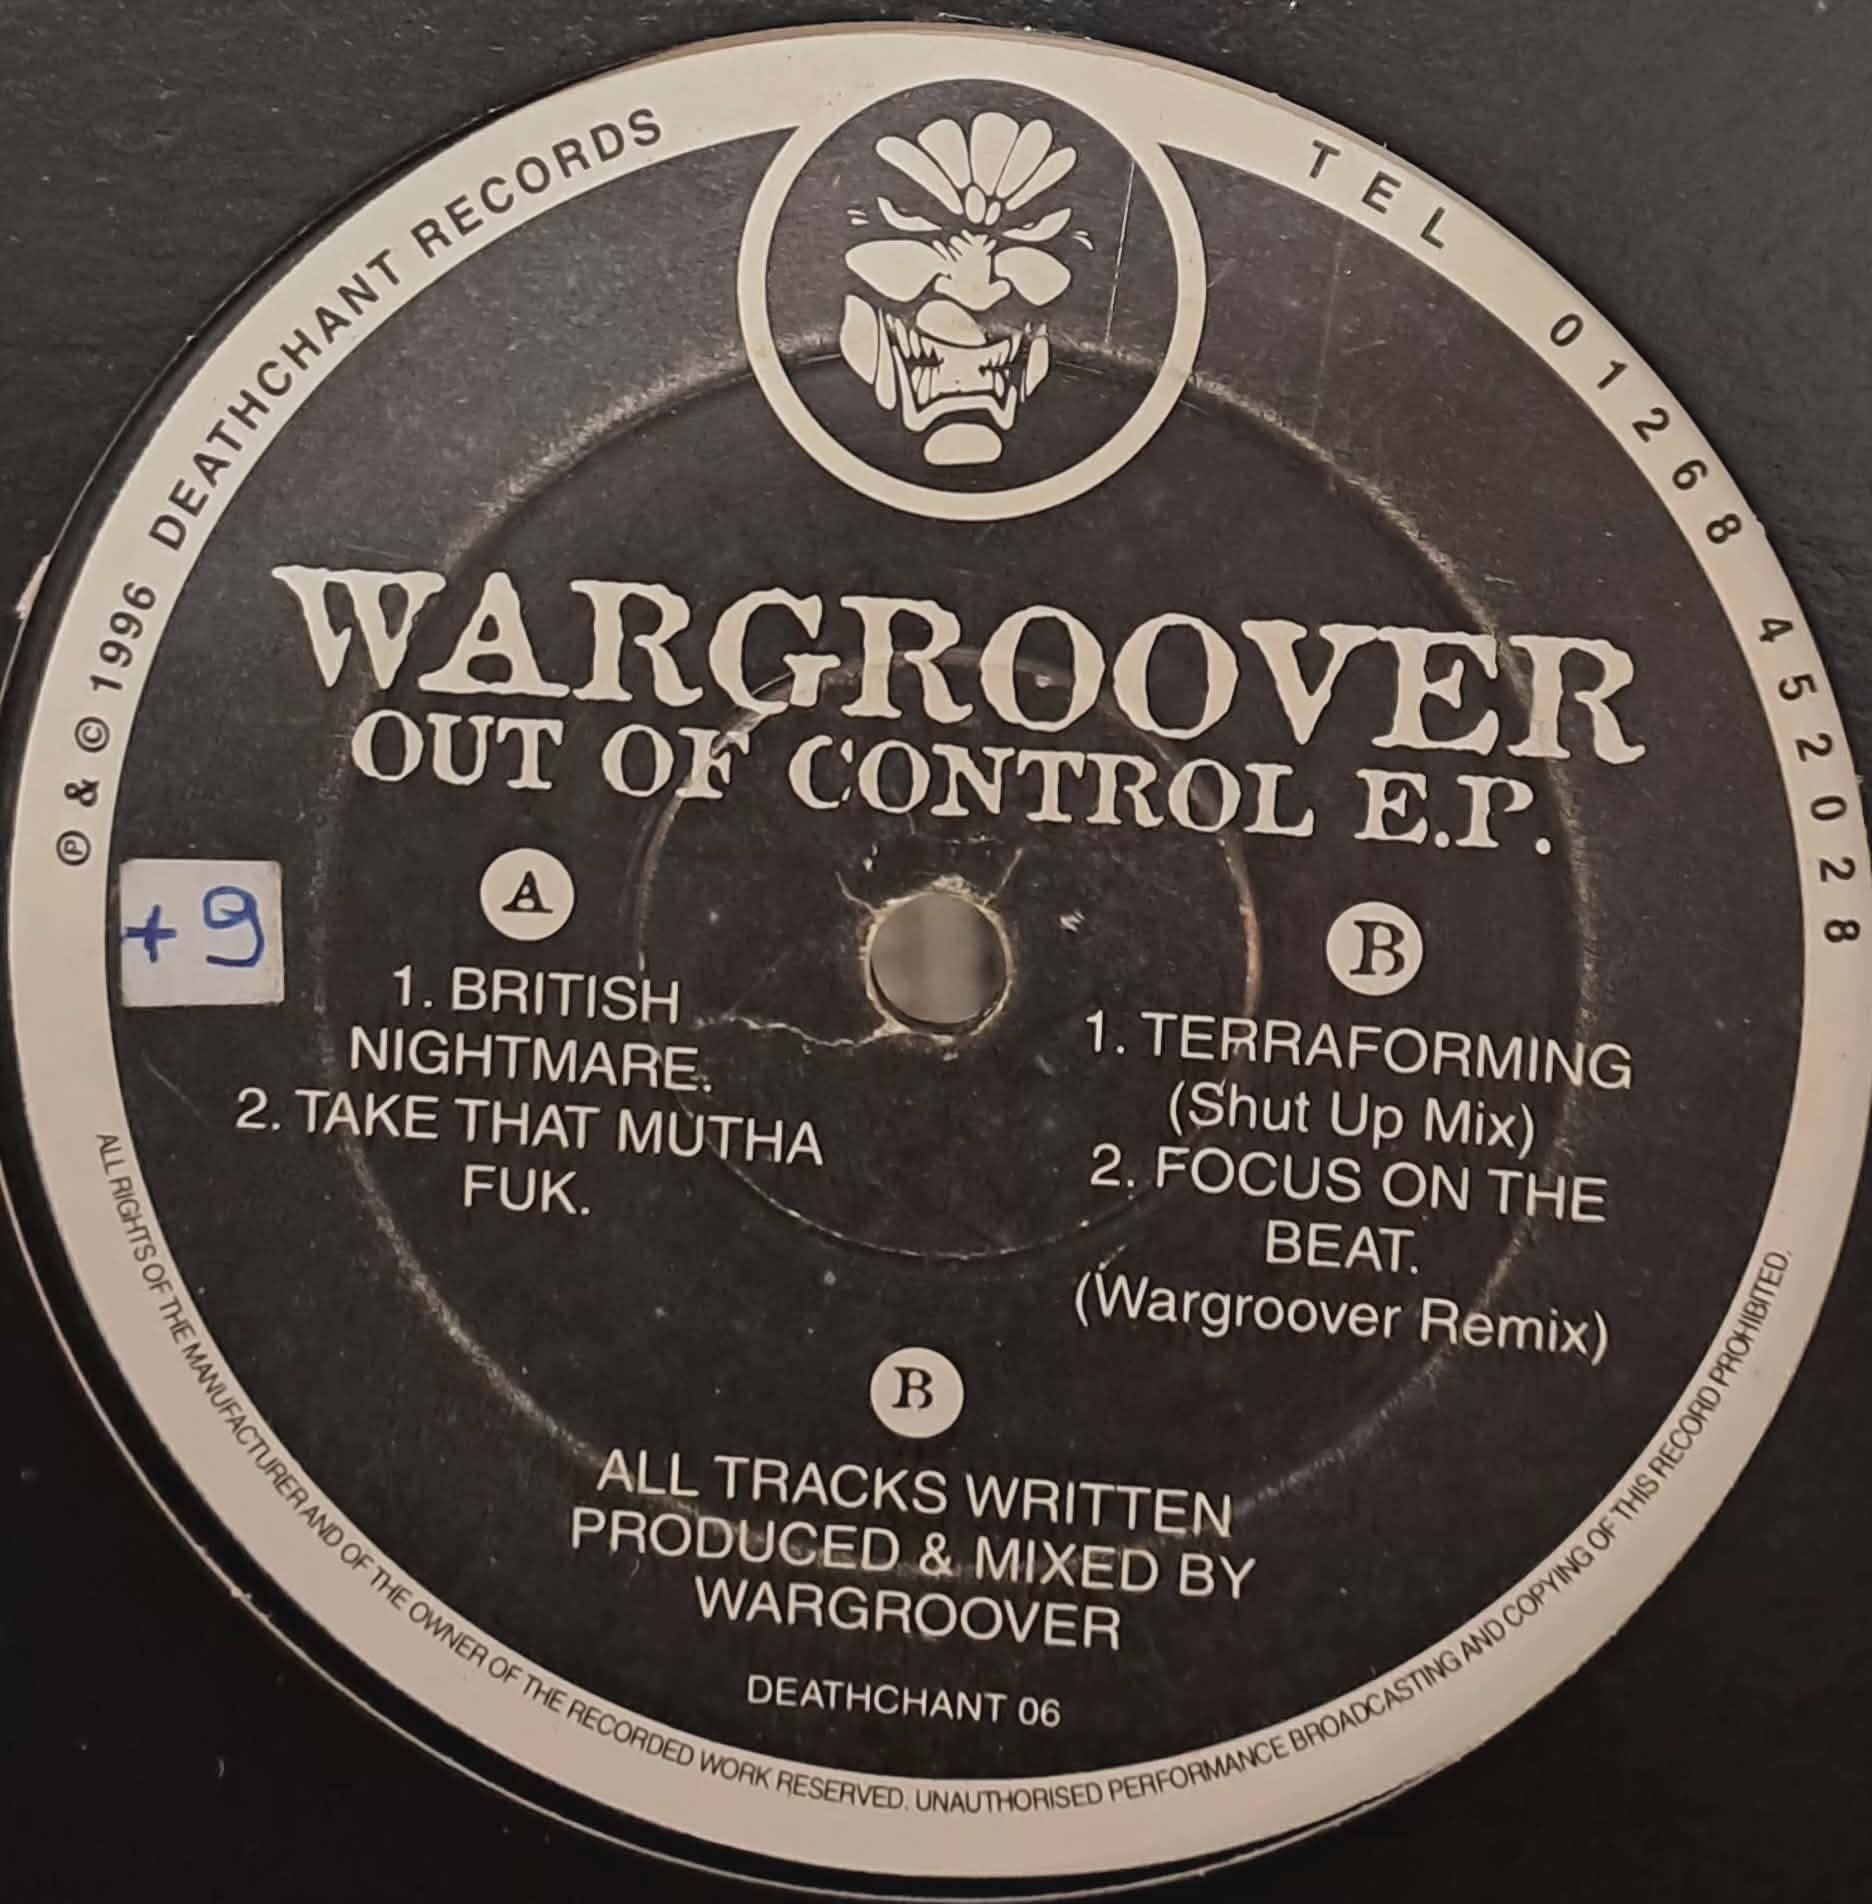 ℗ & © 1996 DEATHCHANT RECORDS
TEL 01268 452028
WARGROOVER
OUT OF CONTROL E.P.
+9
A
1. BRITISH
NIGHTMARE.
2. TAKE THAT MUTHA
FUK.
B
1. TERRAFORMING
(Shut Up Mix)
2. FOCUS ON THE
BEAT.
(Wargroover Remix)
B
ALL TRACKS WRITTEN
PRODUCED & MIXED BY
WARGROOVER
DEATHCHANT 06
ALL RIGHTS OF THE MANUFACTURER AND OF THE OWNER OF THE RECORDED WORK RESERVED. UNAUTHORISED PERFORMANCE BROADCASTING AND COPYING OF THIS RECORD PROHIBITED.